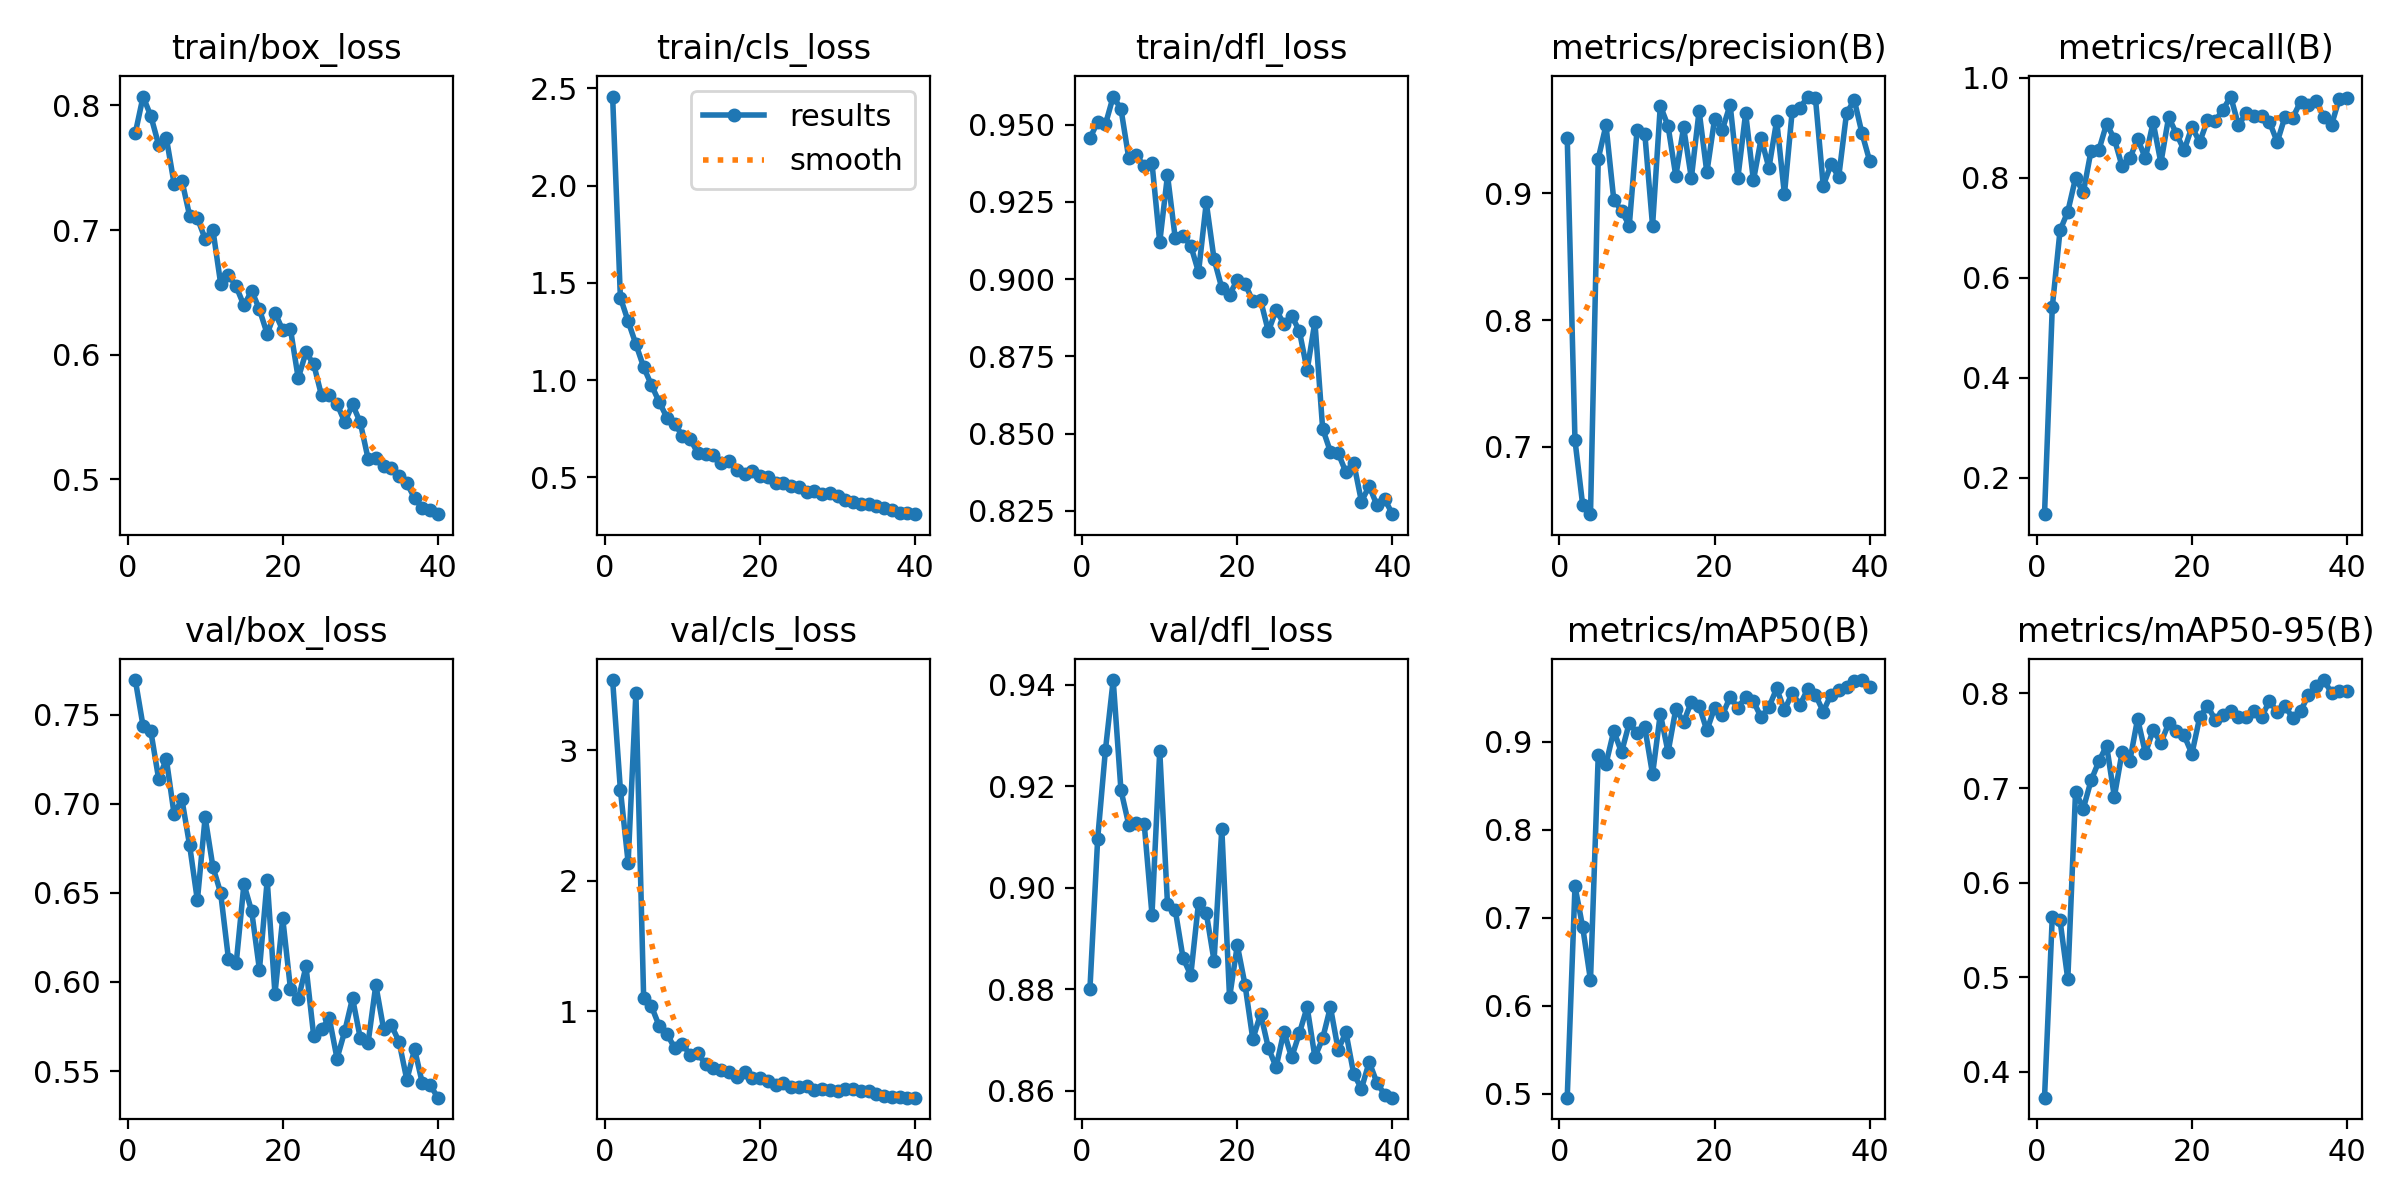 train/box_loss
0.8
0.7
0.6
0.5
0 20 40
train/cls_loss
2.5
2.0
1.5
1.0
0.5
0 20 40
results
smooth
train/dfl_loss
0.950
0.925
0.900
0.875
0.850
0.825
0 20 40
metrics/precision(B)
0.9
0.8
0.7
0 20 40
metrics/recall(B)
1.0
0.8
0.6
0.4
0.2
0 20 40
val/box_loss
0.75
0.70
0.65
0.60
0.55
0 20 40
val/cls_loss
3
2
1
0 20 40
val/dfl_loss
0.94
0.92
0.90
0.88
0.86
0 20 40
metrics/mAP50(B)
0.9
0.8
0.7
0.6
0.5
0 20 40
metrics/mAP50-95(B)
0.8
0.7
0.6
0.5
0.4
0 20 40